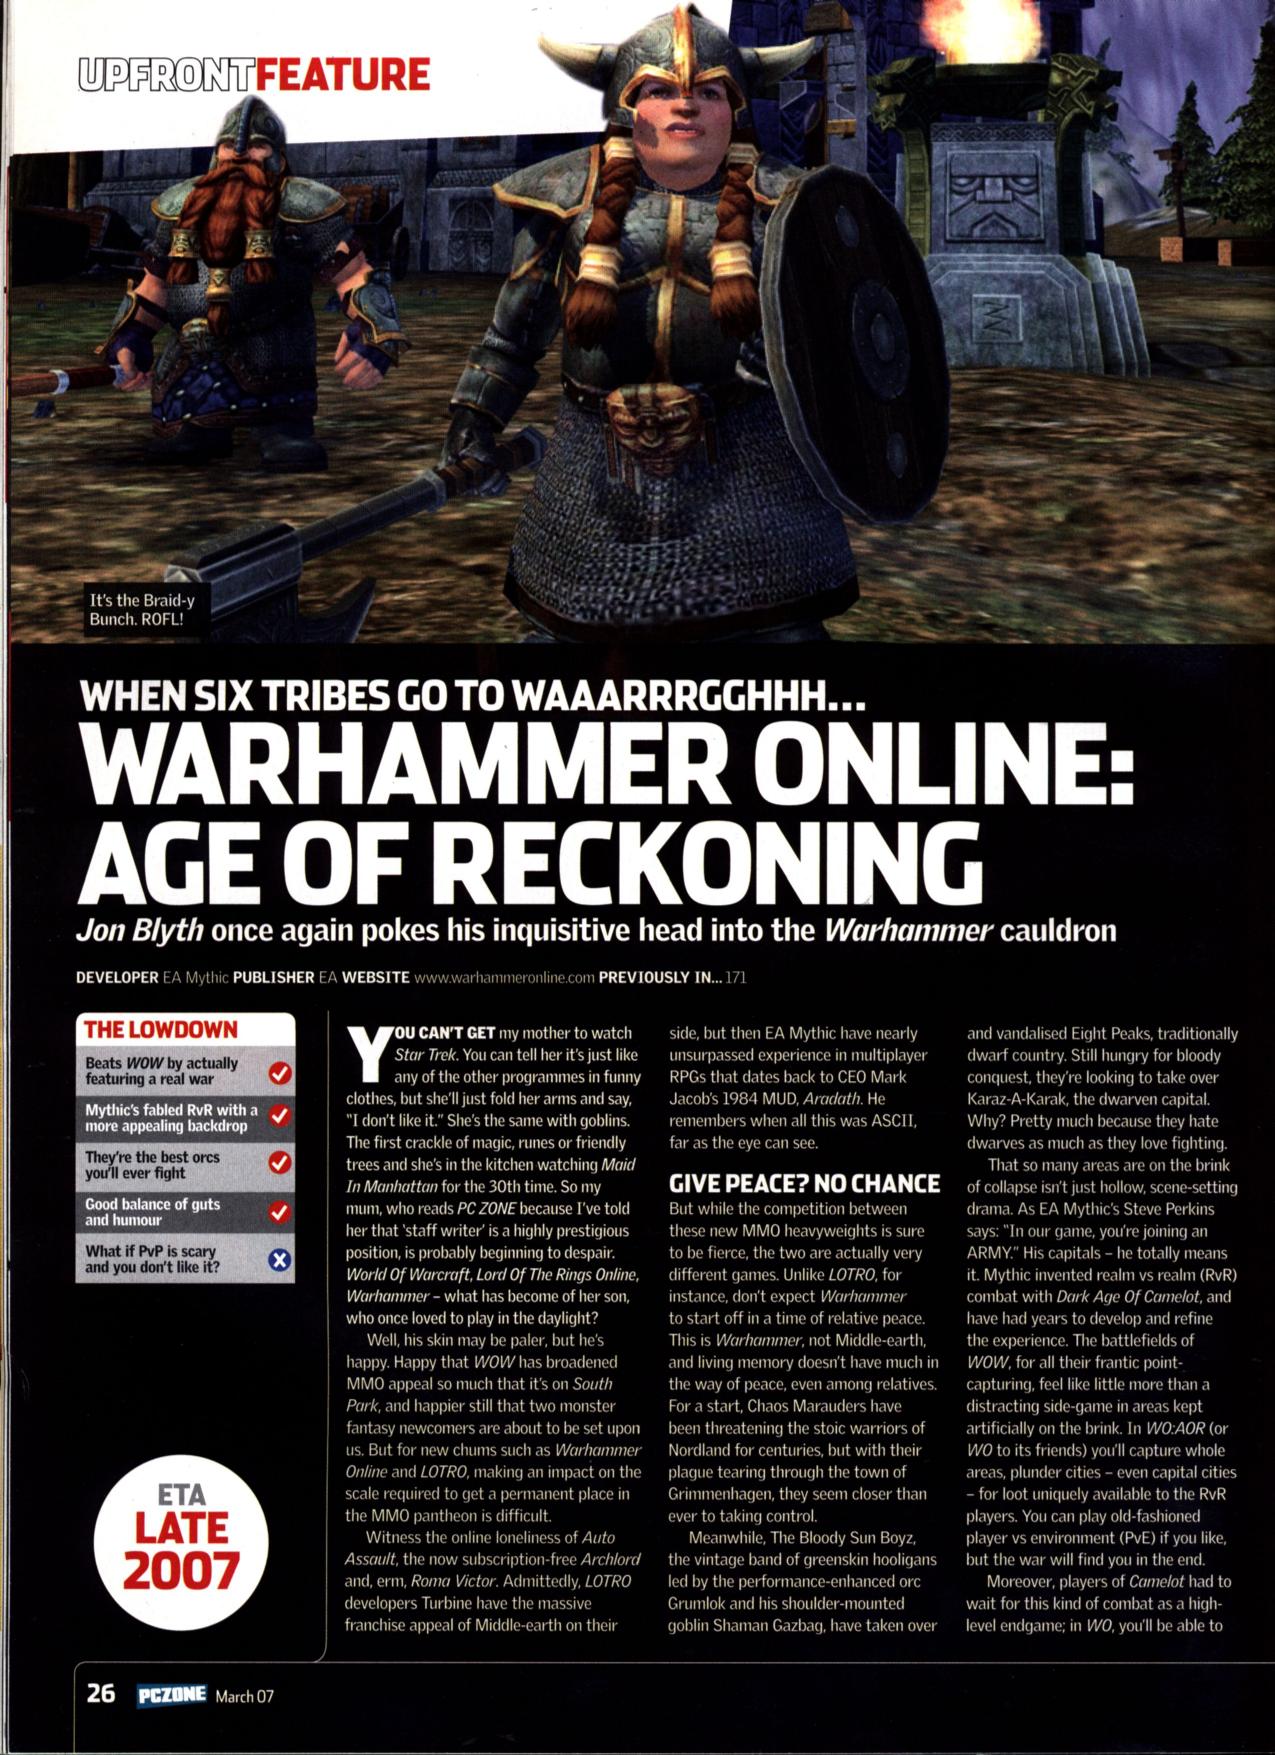 UPFRONTFEATURE
It's the Braid-y
Bunch. ROFL!
WHEN SIX TRIBES GO TO WAAARRRGGHHH...
WARHAMMER ONLINE:
AGE OF RECKONING
Jon Blyth once again pokes his inquisitive head into the Warhammer cauldron
DEVELOPER EA Mythic PUBLISHER EA WEBSITE www.warhammeronline.com PREVIOUSLY IN... 171
THE LOWDOWN
Beats WOW by actually
featuring a real war
Mythic's fabled RvR with a
more appealing backdrop
They're the best orcs
you'll ever fight
Good balance of guts
and humour
What if PvP is scary
and you don't like it?
ETA
LATE
2007
YOU CAN'T GET my mother to watch
Star Trek. You can tell her it's just like
any of the other programmes in funny
clothes, but she'll just fold her arms and say,
"I don't like it." She's the same with goblins.
The first crackle of magic, runes or friendly
trees and she's in the kitchen watching Maid
In Manhattan for the 30th time. So my
mum, who reads PC ZONE because I've told
her that 'staff writer' is a highly prestigious
position, is probably beginning to despair.
World Of Warcraft, Lord Of The Rings Online,
Warhammer – what has become of her son,
who once loved to play in the daylight?
Well, his skin may be paler, but he's
happy. Happy that WOW has broadened
MMO appeal so much that it's on South
Park, and happier still that two monster
fantasy newcomers are about to be set upon
us. But for new chums such as Warhammer
Online and LOTRO, making an impact on the
scale required to get a permanent place in
the MMO pantheon is difficult.
Witness the online loneliness of Auto
Assault, the now subscription-free Archlord
and, erm, Roma Victor. Admittedly, LOTRO
developers Turbine have the massive
franchise appeal of Middle-earth on their
side, but then EA Mythic have nearly
unsurpassed experience in multiplayer
RPGs that dates back to CEO Mark
Jacob's 1984 MUD, Aradath. He
remembers when all this was ASCII,
far as the eye can see.
GIVE PEACE? NO CHANCE
But while the competition between
these new MMO heavyweights is sure
to be fierce, the two are actually very
different games. Unlike LOTRO, for
instance, don't expect Warhammer
to start off in a time of relative peace.
This is Warhammer, not Middle-earth,
and living memory doesn't have much in
the way of peace, even among relatives.
For a start, Chaos Marauders have
been threatening the stoic warriors of
Nordland for centuries, but with their
plague tearing through the town of
Grimmenhagen, they seem closer than
ever to taking control.
Meanwhile, The Bloody Sun Boyz,
the vintage band of greenskin hooligans
led by the performance-enhanced orc
Grumlok and his shoulder-mounted
goblin Shaman Gazbag, have taken over
and vandalised Eight Peaks, traditionally
dwarf country. Still hungry for bloody
conquest, they're looking to take over
Karaz-A-Karak, the dwarven capital.
Why? Pretty much because they hate
dwarves as much as they love fighting.
That so many areas are on the brink
of collapse isn't just hollow, scene-setting
drama. As EA Mythic's Steve Perkins
says: "In our game, you're joining an
ARMY." His capitals – he totally means
it. Mythic invented realm vs realm (RvR)
combat with Dark Age Of Camelot, and
have had years to develop and refine
the experience. The battlefields of
WOW, for all their frantic point-
capturing, feel like little more than a
distracting side-game in areas kept
artificially on the brink. In WO:AOR (or
WO to its friends) you'll capture whole
areas, plunder cities – even capital cities
– for loot uniquely available to the RvR
players. You can play old-fashioned
player vs environment (PvE) if you like,
but the war will find you in the end.
Moreover, players of Camelot had to
wait for this kind of combat as a high-
level endgame; in WO, you'll be able to
26 PCZONE March 07